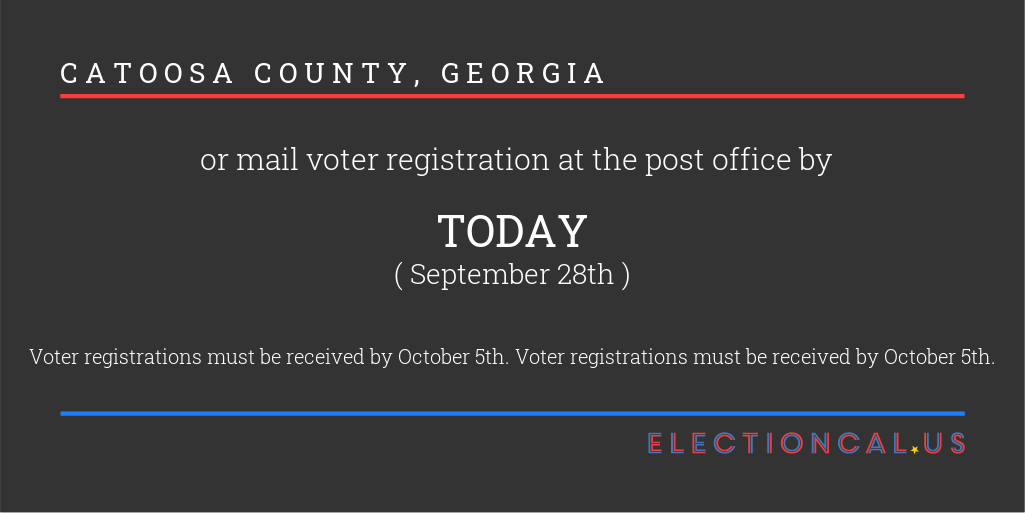 CATOOSA COUNTY, GEORGIA
or mail voter registration at the post office by
TODAY
( September 28th )
Voter registrations must be received by October 5th. Voter registrations must be received by October 5th.
ELECTIONCAL.US